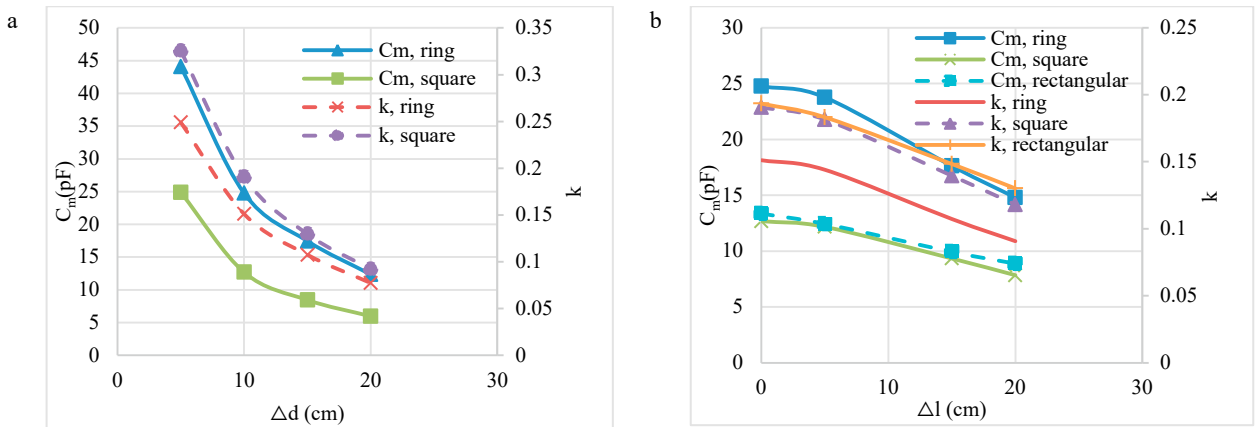 a
50
45
40
35
30
25
20
15
10
5
0
Cm(pF)
0.35
0.3
0.25
0.2
0.15
0.1
0.05
0
k
Cm, ring
Cm, square
k, ring
k, square
0
10
20
30
△d (cm)
b
30
25
20
15
10
5
0
Cm(pF)
0.25
0.2
0.15
0.1
0.05
0
k
Cm, ring
Cm, square
Cm, rectangular
k, ring
k, square
k, rectangular
0
10
20
30
△l (cm)